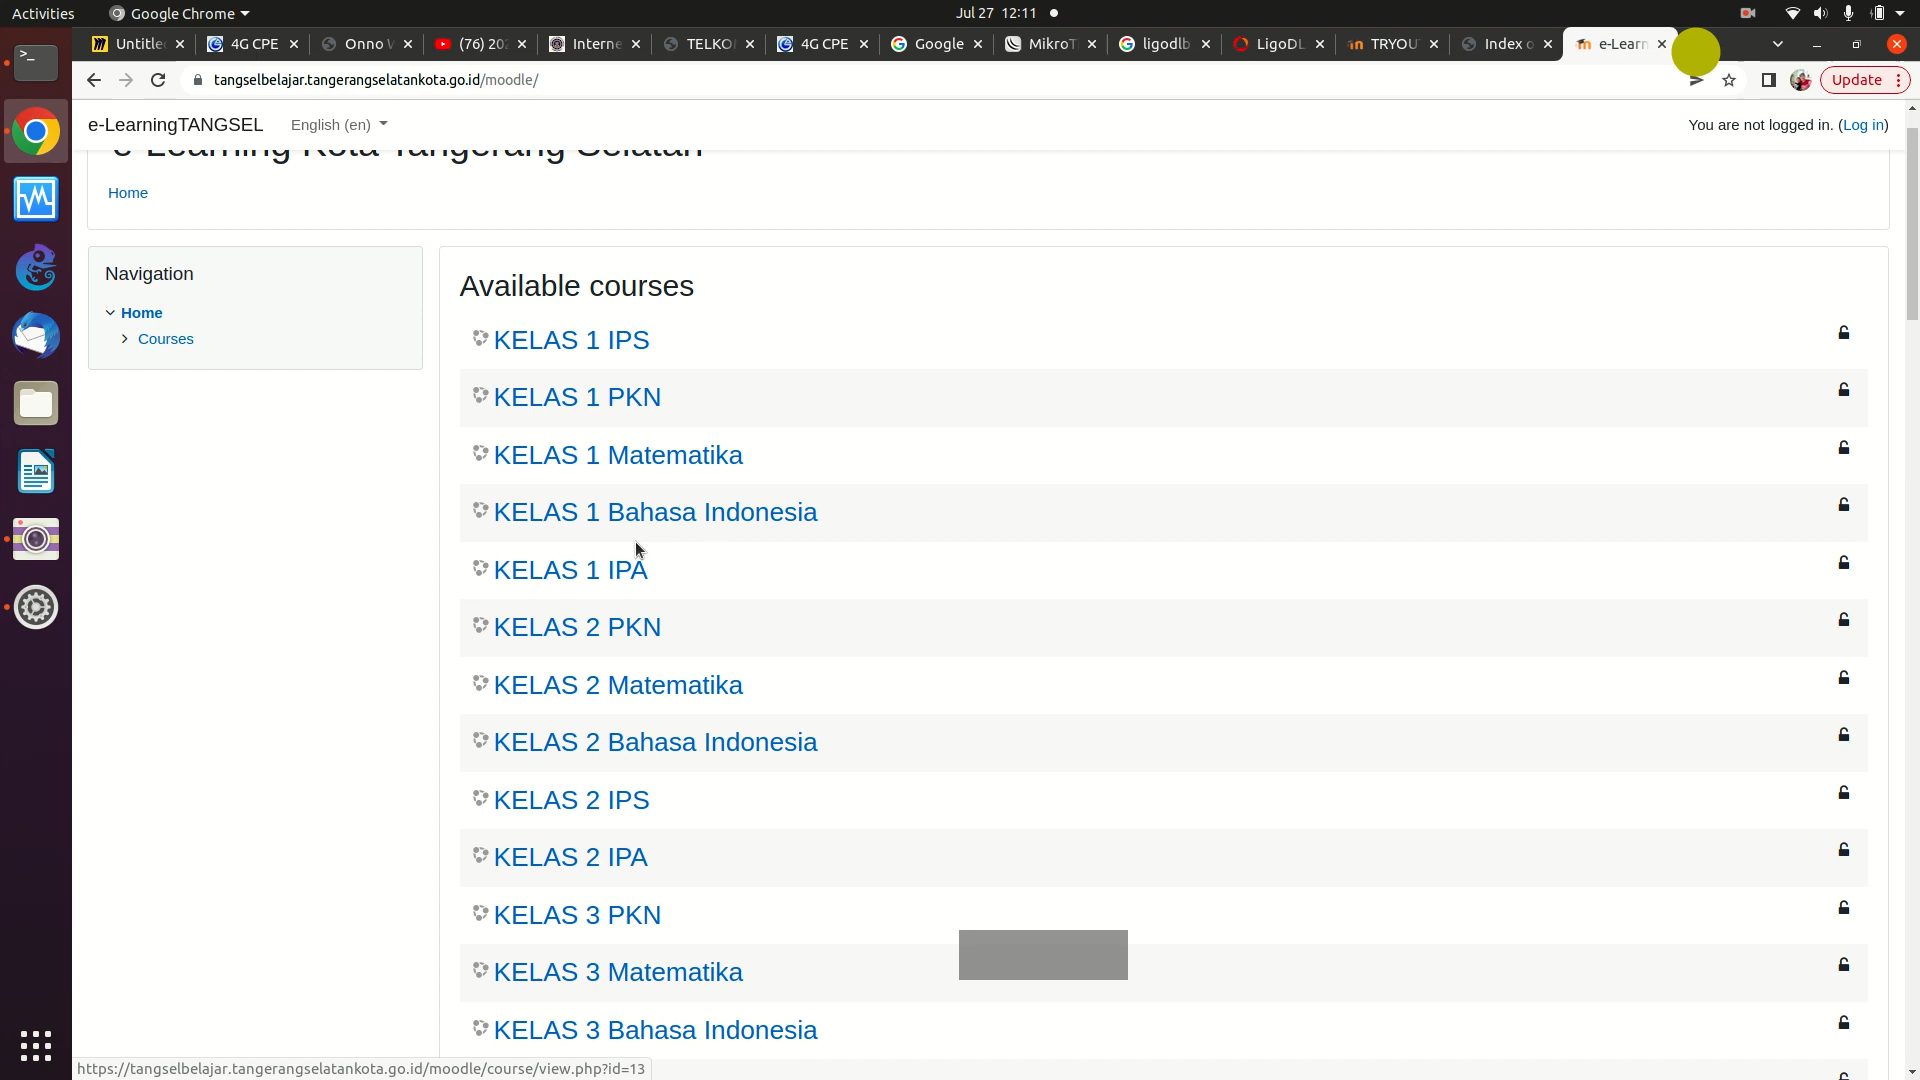 Activities
Google Chrome
Jul 27 12:11
Untitle
4G CPE
Onno
(76) 202
Interne
TELKO
4G CPE
Google
MikroT
ligodlb
LigoDL
TRYOU
Index o
e-Learn
tangselbelajar.tangerangselatankota.go.id/moodle/
Update
e-LearningTANGSEL
English (en)
You are not logged in. (Log in)
e-Learning Kota Tangerang Selatan
Home
Navigation
Home
Courses
Available courses
KELAS 1 IPS
KELAS 1 PKN
KELAS 1 Matematika
KELAS 1 Bahasa Indonesia
KELAS 1 IPA
KELAS 2 PKN
KELAS 2 Matematika
KELAS 2 Bahasa Indonesia
KELAS 2 IPS
KELAS 2 IPA
KELAS 3 PKN
KELAS 3 Matematika
KELAS 3 Bahasa Indonesia
https://tangselbelajar.tangerangselatankota.go.id/moodle/course/view.php?id=13